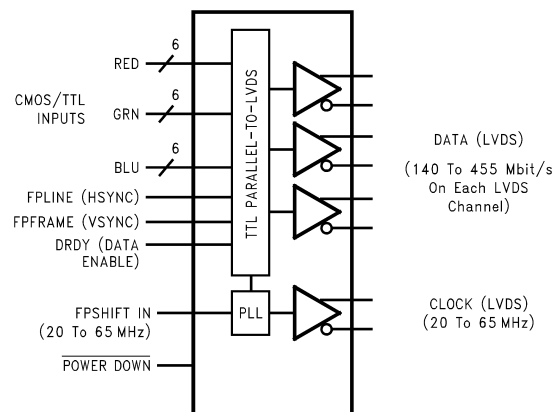 6
RED
6
CMOS/TTL
INPUTS
GRN
6
BLU
FPLINE (HSYNC)
FPFRAME (VSYNC)
DRDY (DATA
ENABLE)
FPSHIFT IN
(20 To 65 MHz)
POWER DOWN
TTL PARALLEL-TO-LVDS
PLL
DATA (LVDS)
(140 To 455 Mbit/s
On Each LVDS
Channel)
CLOCK (LVDS)
(20 To 65 MHz)